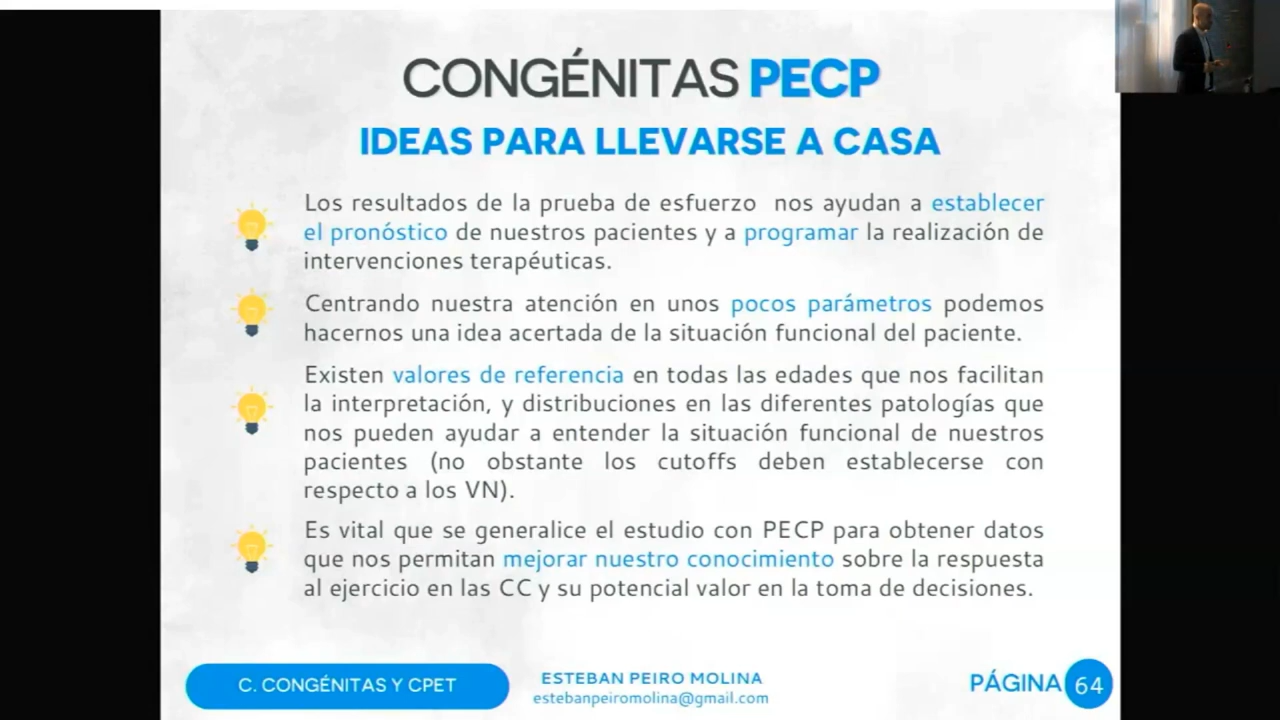 CONGÉNITAS PECP
IDEAS PARA LLEVARSE A CASA
Los resultados de la prueba de esfuerzo nos ayudan a establecer
el pronóstico de nuestros pacientes y a programar la realización de
intervenciones terapéuticas.
Centrando nuestra atención en unos pocos parámetros podemos
hacernos una idea acertada de la situación funcional del paciente.
Existen valores de referencia en todas las edades que nos facilitan
la interpretación, y distribuciones en las diferentes patologías que
nos pueden ayudar a entender la situación funcional de nuestros
pacientes (no obstante los cutoffs deben establecerse con
respecto a los VN).
Es vital que se generalice el estudio con PECP para obtener datos
que nos permitan mejorar nuestro conocimiento sobre la respuesta
al ejercicio en las CC y su potencial valor en la toma de decisiones.
C. CONGÉNITAS Y CPET
ESTEBAN PEIRO MOLINA
estebanpeiromolina@gmail.com
PÁGINA 64